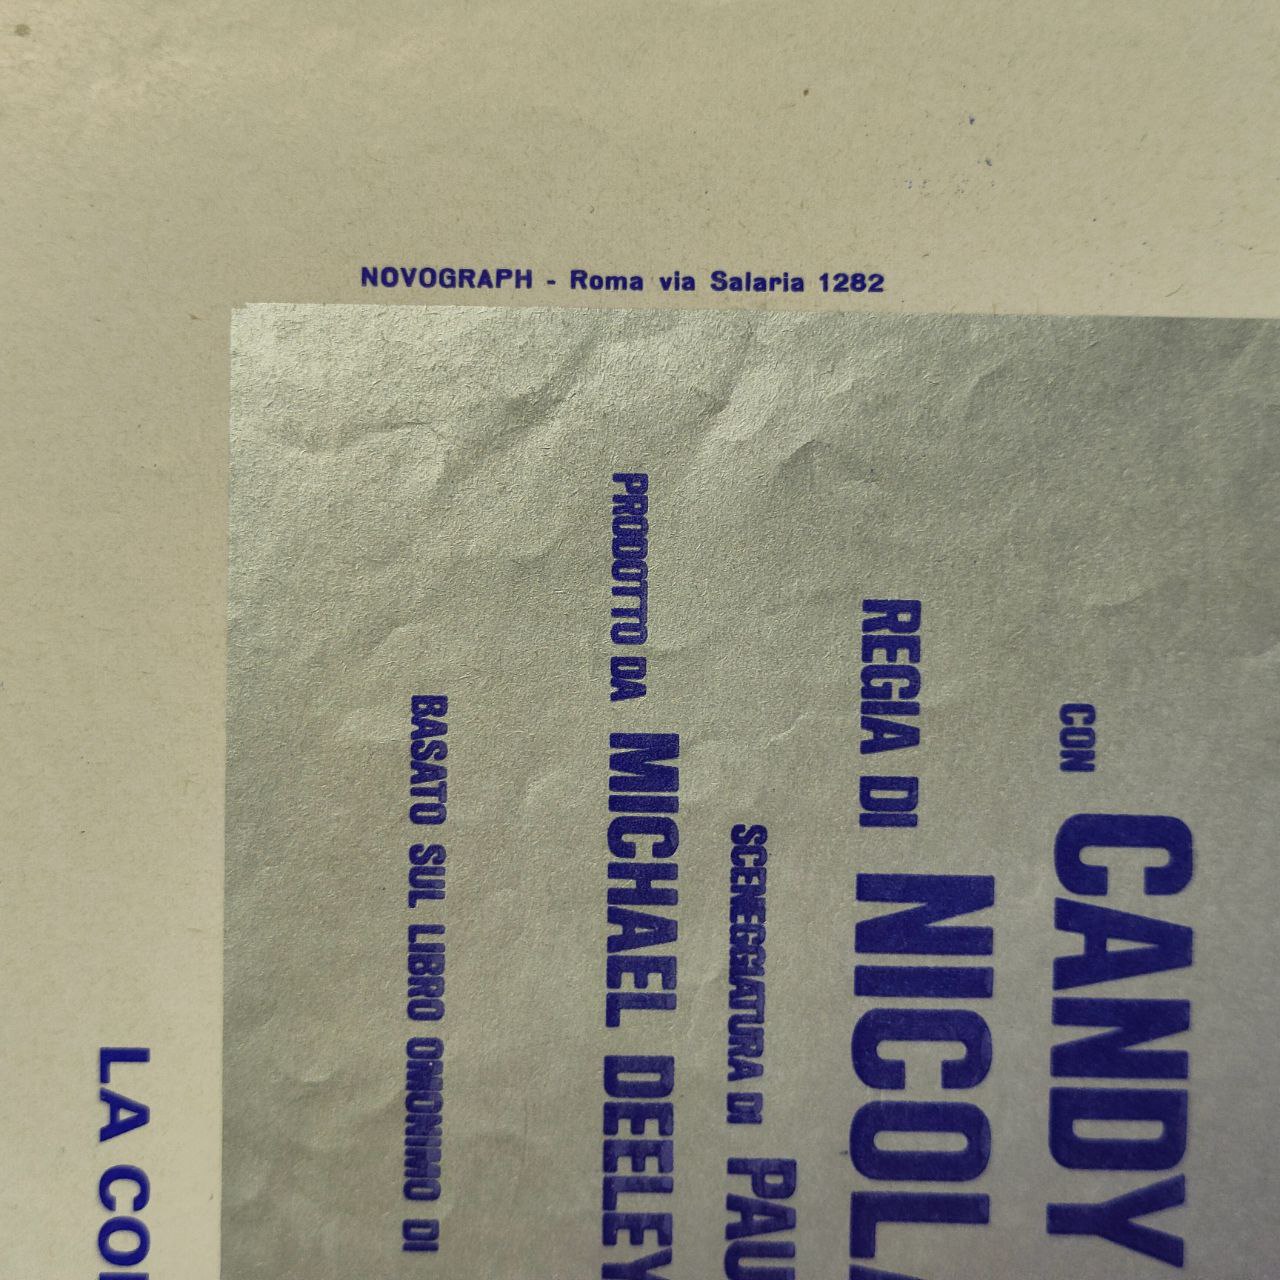 NOVOGRAPH - Roma via Salaria 1282
CON CANDY
REGIA DI NICOLA
SCENEGGIATURA DI PAU
PRODOTTO DA MICHAEL DEELEY
BASATO SUL LIBRO OMONIMO DI
LA CO